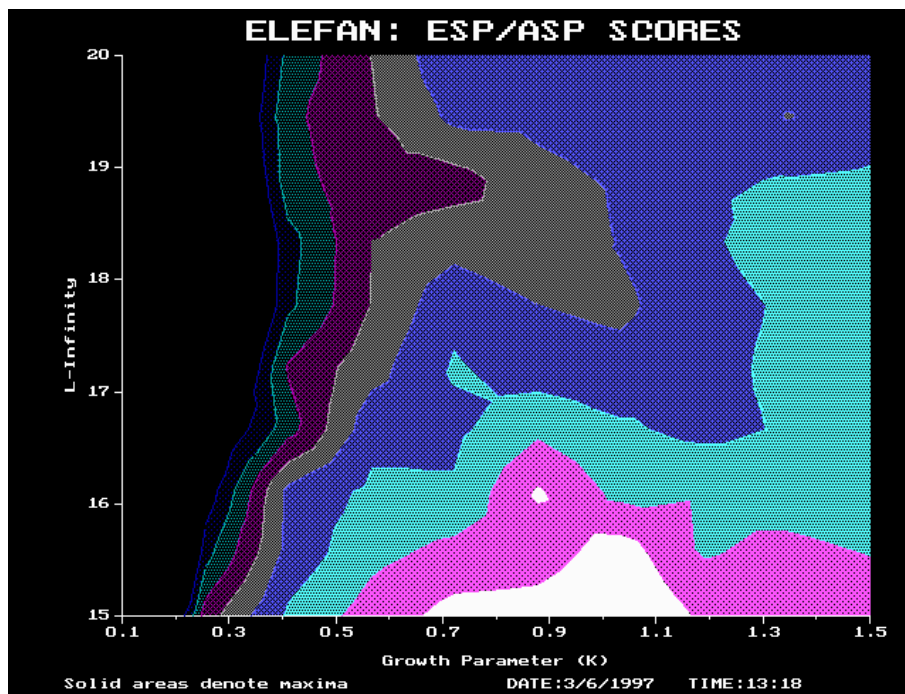 ELEFAN: ESP/ASP SCORES
20
19
18
17
16
15
L-Infinity
0.1 0.3 0.5 0.7 0.9 1.1 1.3 1.5
Growth Parameter (K)
Solid areas denote maxima DATE:3/6/1997 TIME:13:18